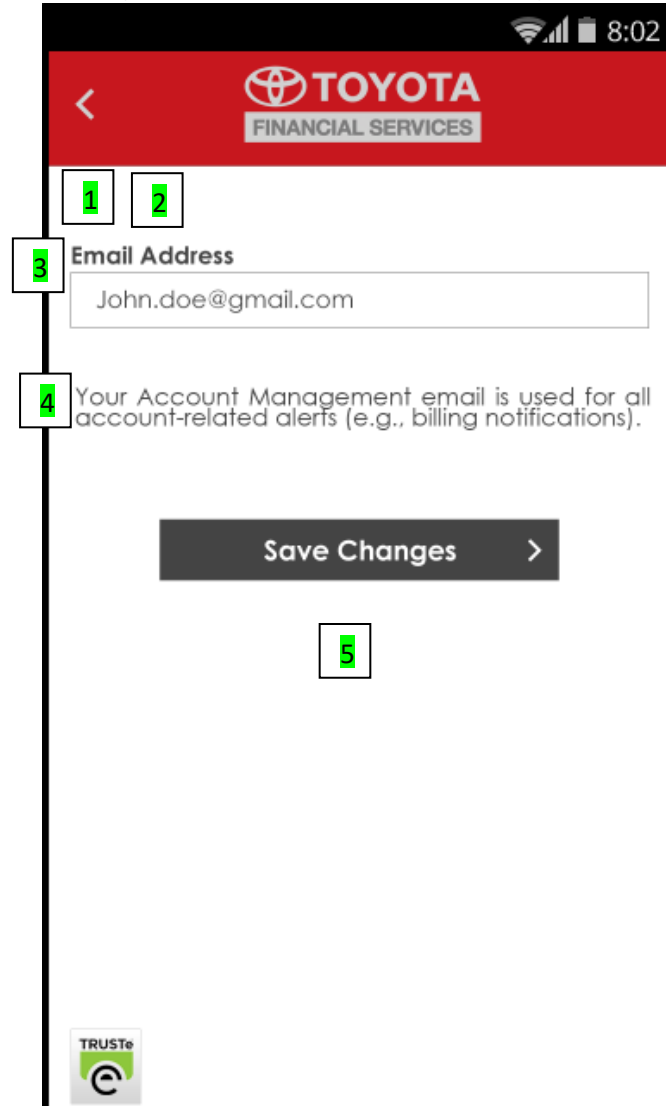 8:02
TOYOTA
FINANCIAL SERVICES
1 2
3 Email Address
John.doe@gmail.com
4 Your Account Management email is used for all
account-related alerts (e.g., billing notifications).
Save Changes >
5
TRUSTe
e